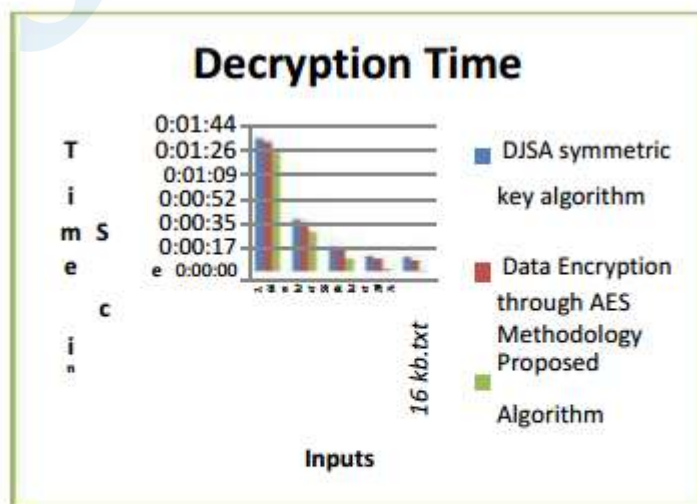 Decryption Time
0:01:44
0:01:26
0:01:09
0:00:52
0:00:35
0:00:17
0:00:00
T
i
m S
e e
c
i
n
16 kb.txt
Inputs
DJSA symmetric
key algorithm
Data Encryption
through AES
Methodology
Proposed
Algorithm